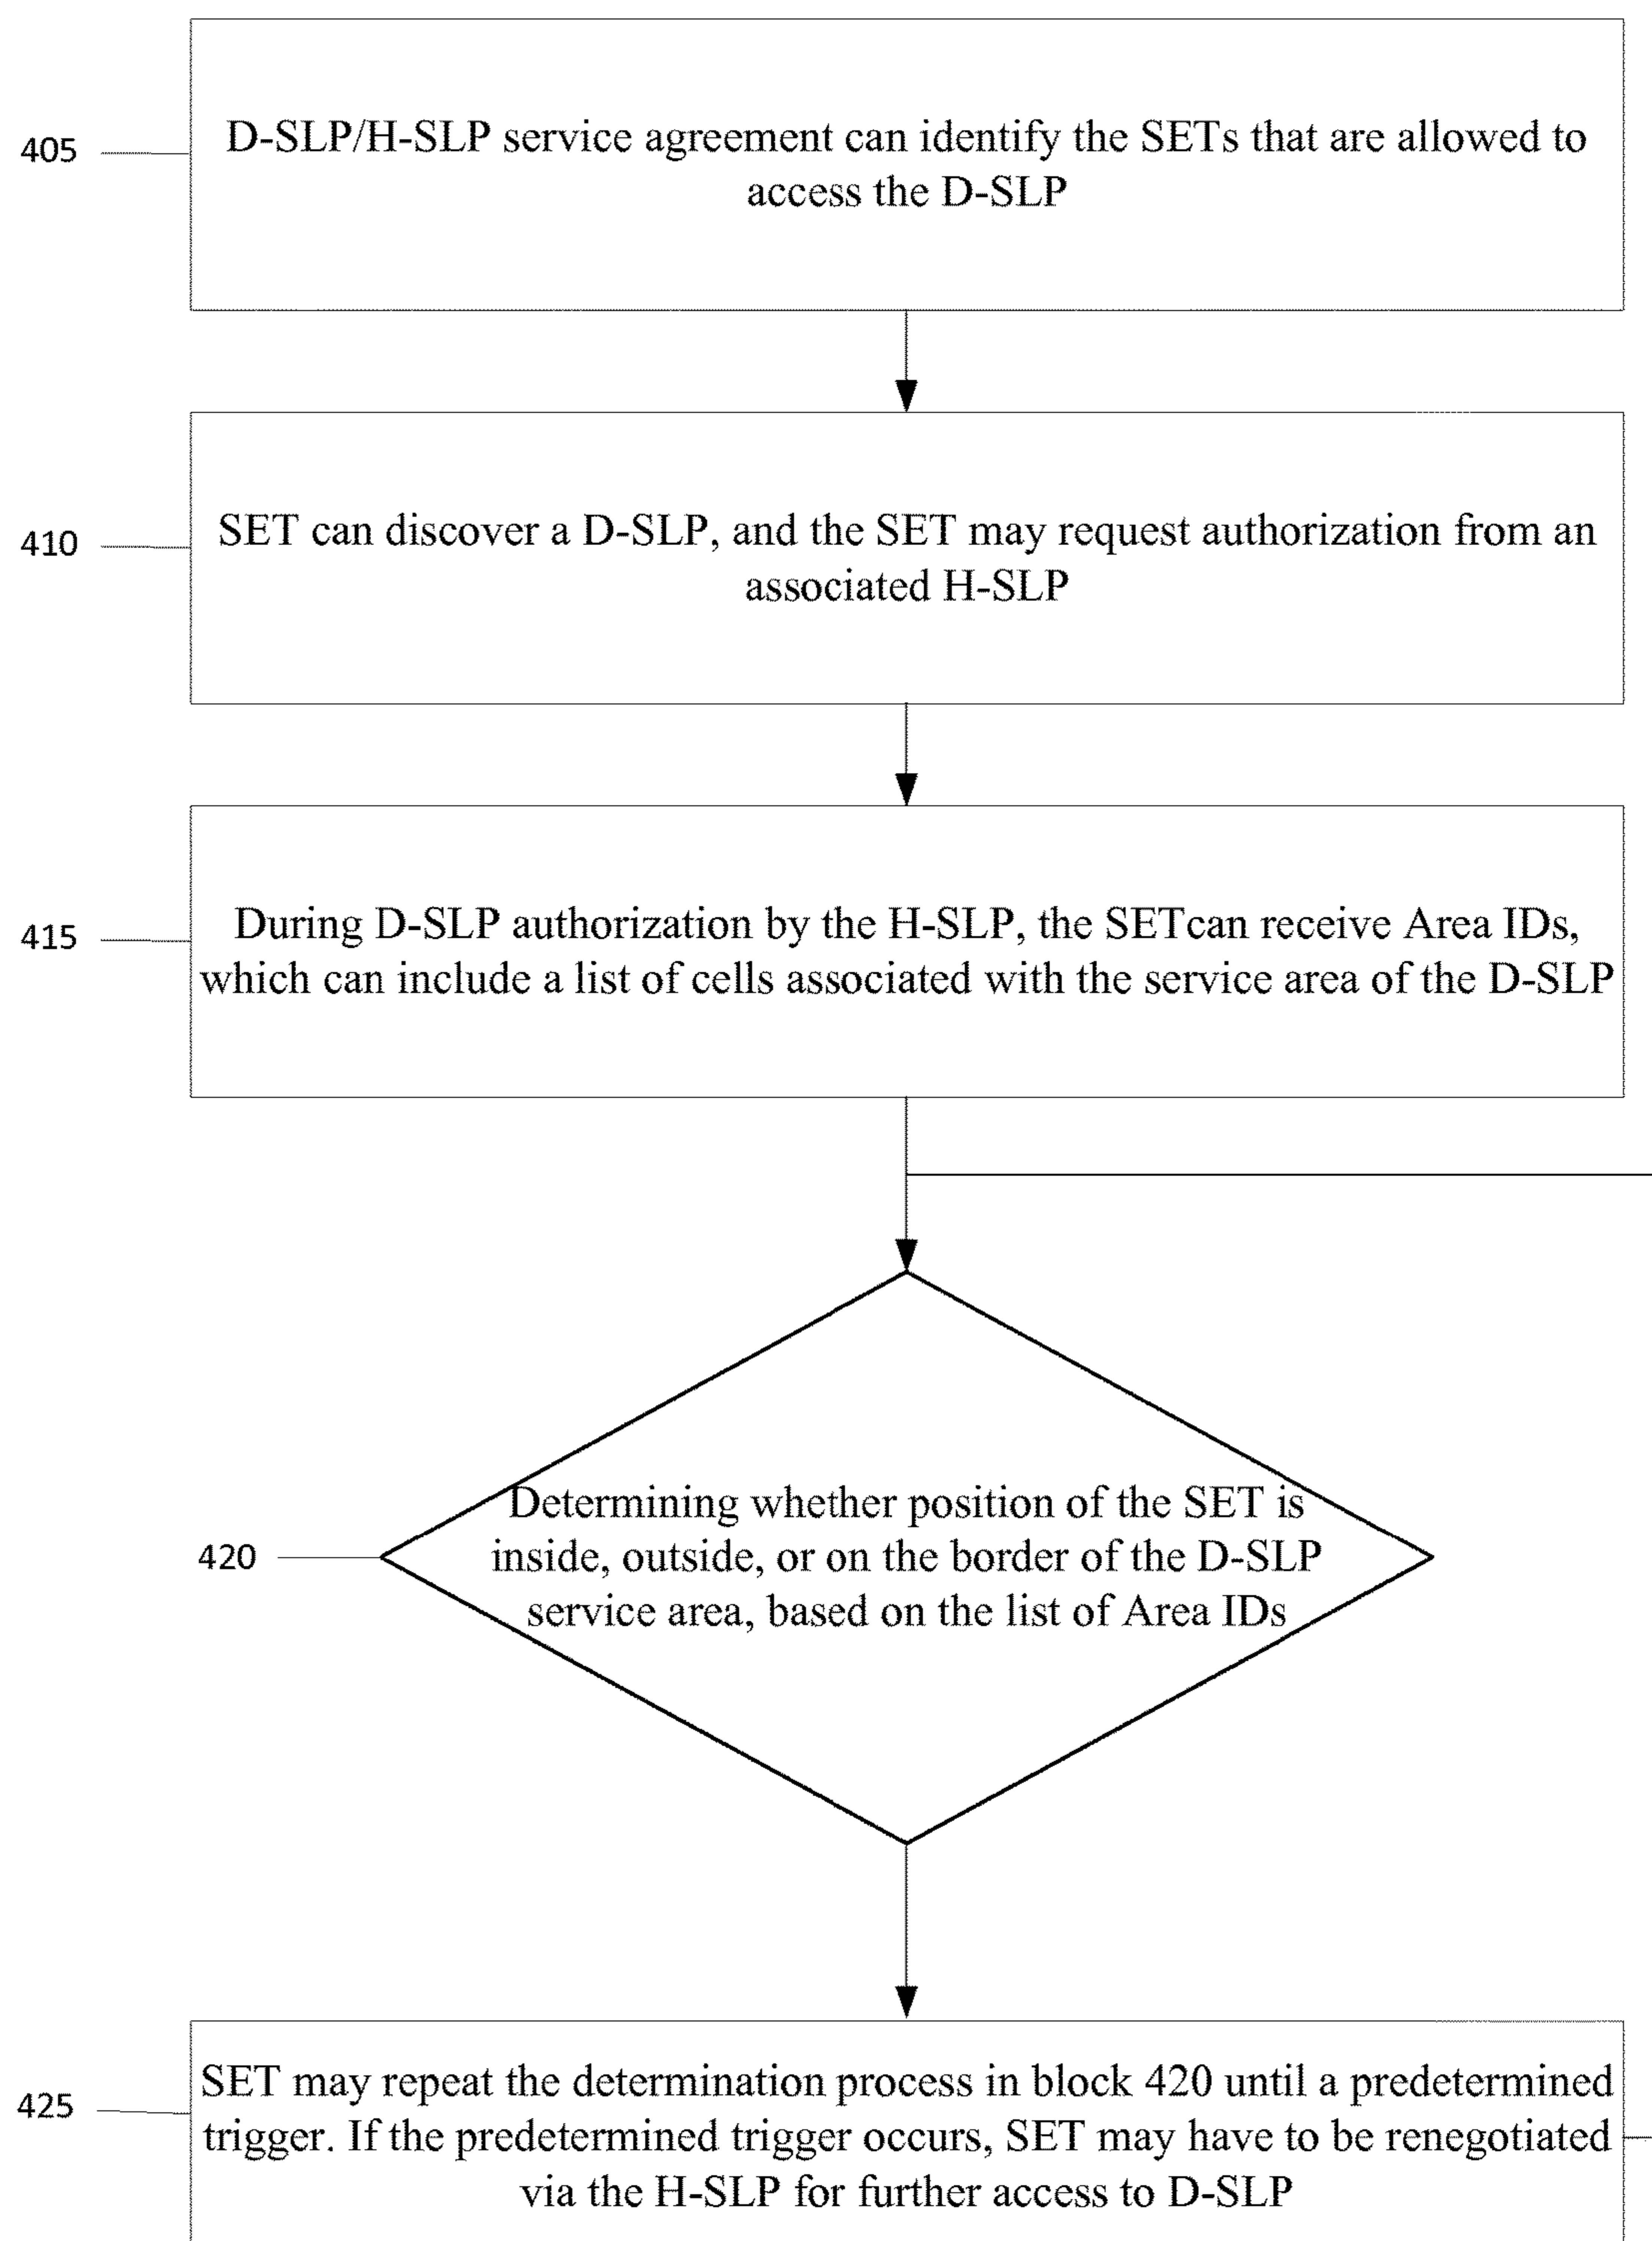 405
D-SLP/H-SLP service agreement can identify the SETs that are allowed to
access the D-SLP
410
SET can discover a D-SLP, and the SET may request authorization from an
associated H-SLP
415
During D-SLP authorization by the H-SLP, the SETcan receive Area IDs,
which can include a list of cells associated with the service area of the D-SLP
420
Determining whether position of the SET is
inside, outside, or on the border of the D-SLP
service area, based on the list of Area IDs
425
SET may repeat the determination process in block 420 until a predetermined
trigger. If the predetermined trigger occurs, SET may have to be renegotiated
via the H-SLP for further access to D-SLP